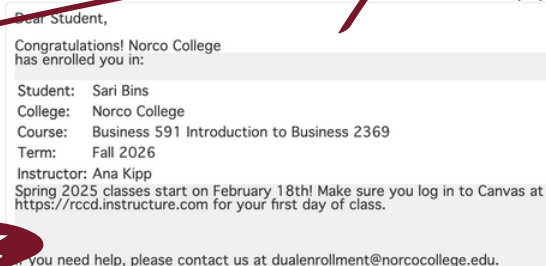 Dear Student,
Congratulations! Norco College
has enrolled you in:
Student: Sari Bins
College: Norco College
Course: Business 591 Introduction to Business 2369
Term: Fall 2026
Instructor: Ana Kipp
Spring 2025 classes start on February 18th! Make sure you log in to Canvas at
https://rccd.instructure.com for your first day of class.
you need help, please contact us at dualenrollment@norcocollege.edu.